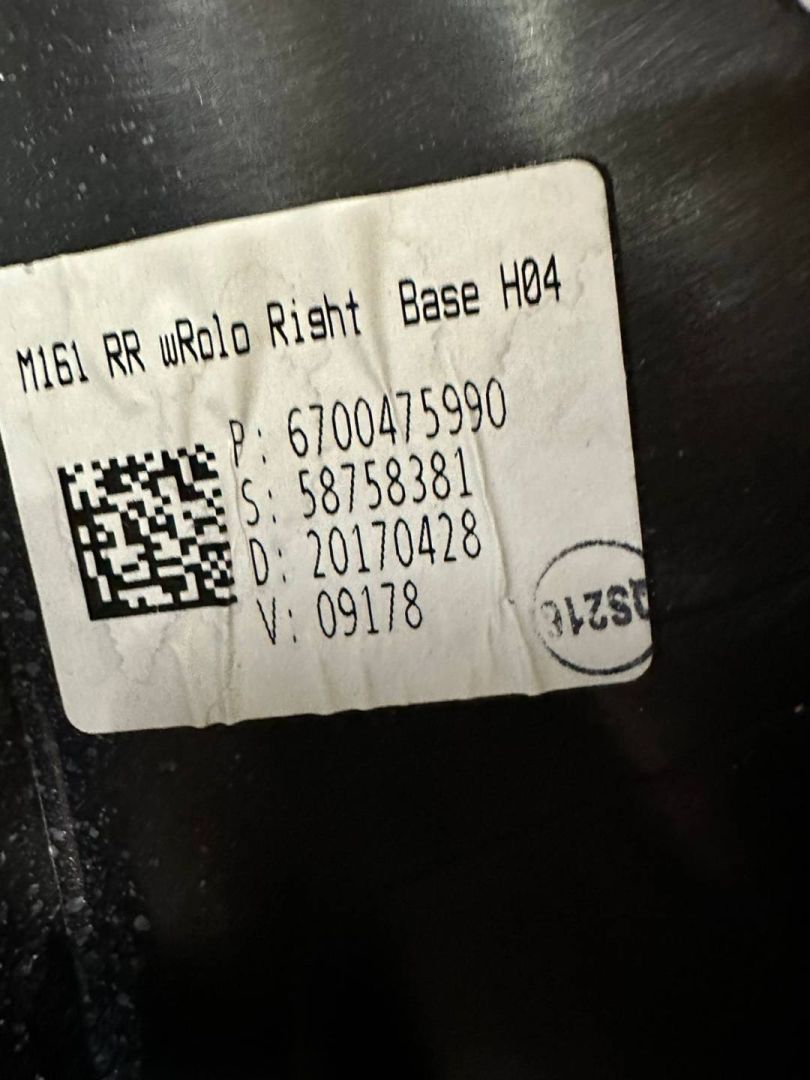 M161 RR wRolo Right Base H04
P: 6700475990
S: 58758381
D: 20170428
V: 09178